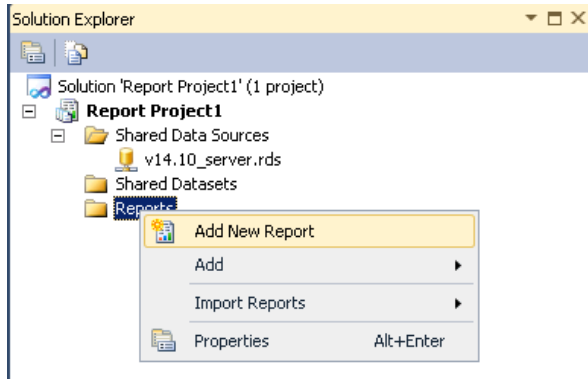 Solution Explorer
Solution 'Report Project1' (1 project)
Report Project1
Shared Data Sources
v14.10_server.rds
Shared Datasets
Reports
Add New Report
Add
Import Reports
Properties Alt+Enter